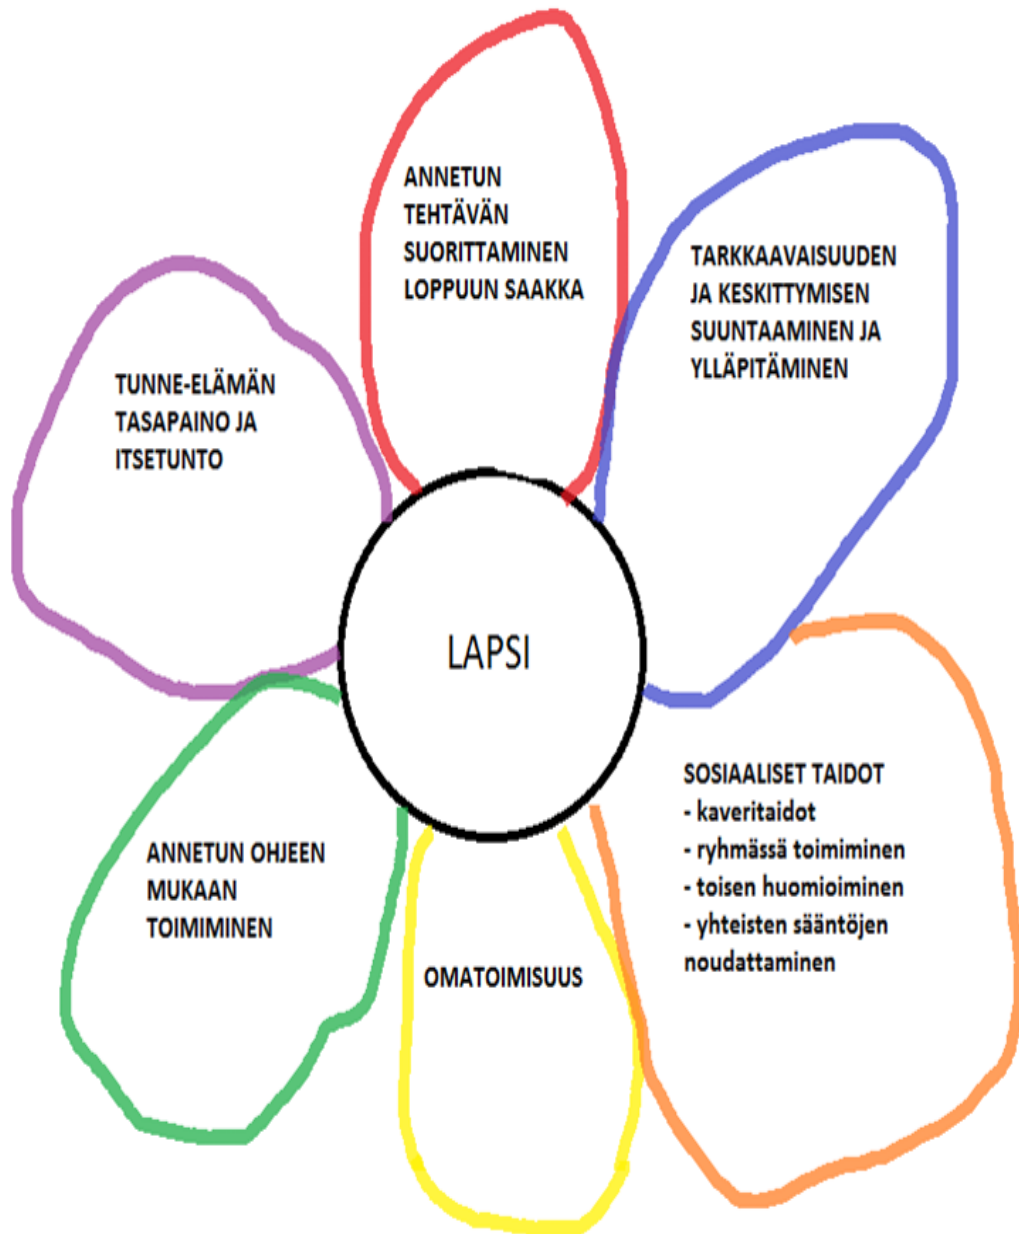 ANNETUN
TEHTÄVÄN
SUORITTAMINEN
LOPPUUN SAAKKA
TARKKAAVAISUUDEN
JA KESKITTYMISEN
SUUNTAAMINEN JA
YLLÄPITÄMINEN
TUNNE-ELÄMÄN
TASAPAINO JA
ITSETUNTO
LAPSI
SOSIAALISET TAIDOT
- kaveritaidot
- ryhmässä toimiminen
- toisen huomioiminen
- yhteisten sääntöjen
noudattaminen
ANNETUN OHJEEN
MUKAAN
TOIMIMINEN
OMATOIMISUUS